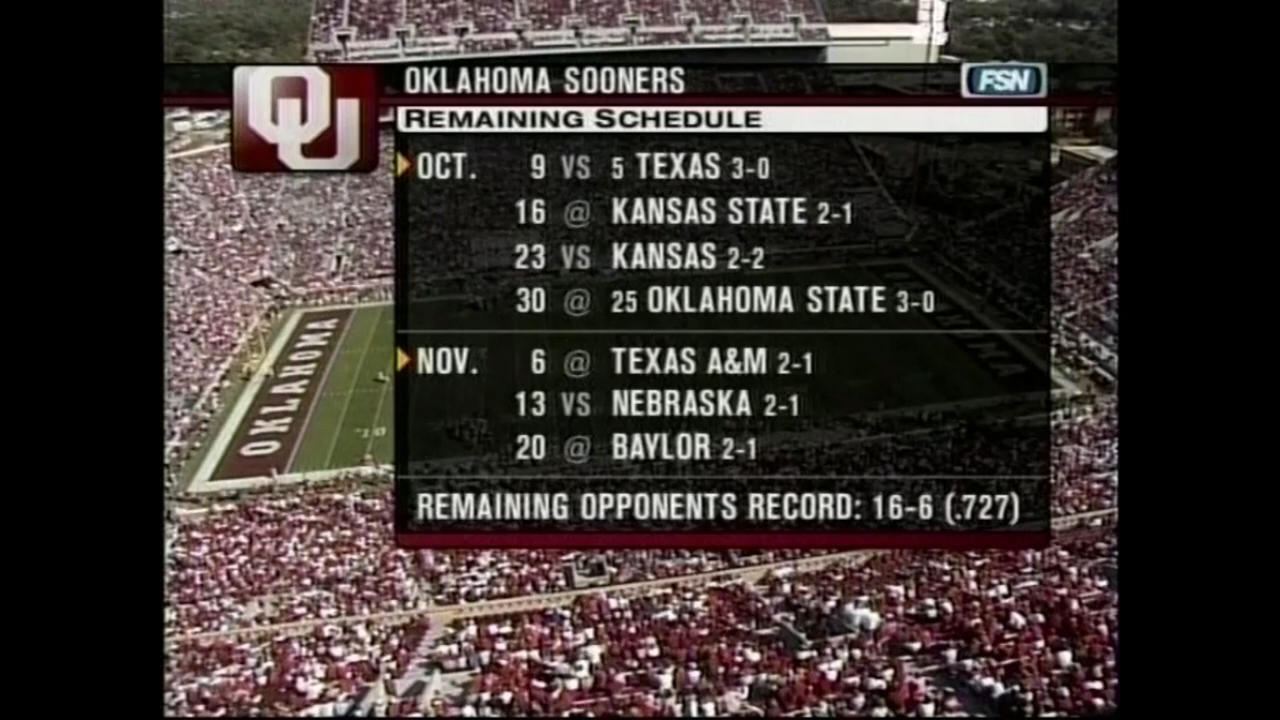 OKLAHOMA SOONERS
FSN
OU
REMAINING SCHEDULE
OCT. 9 VS 5 TEXAS 3-0
16 @ KANSAS STATE 2-1
23 VS KANSAS 2-2
30 @ 25 OKLAHOMA STATE 3-0
NOV. 6 @ TEXAS A&M 2-1
13 VS NEBRASKA 2-1
20 @ BAYLOR 2-1
REMAINING OPPONENTS RECORD: 16-6 (.727)
OKLAHOMA
10